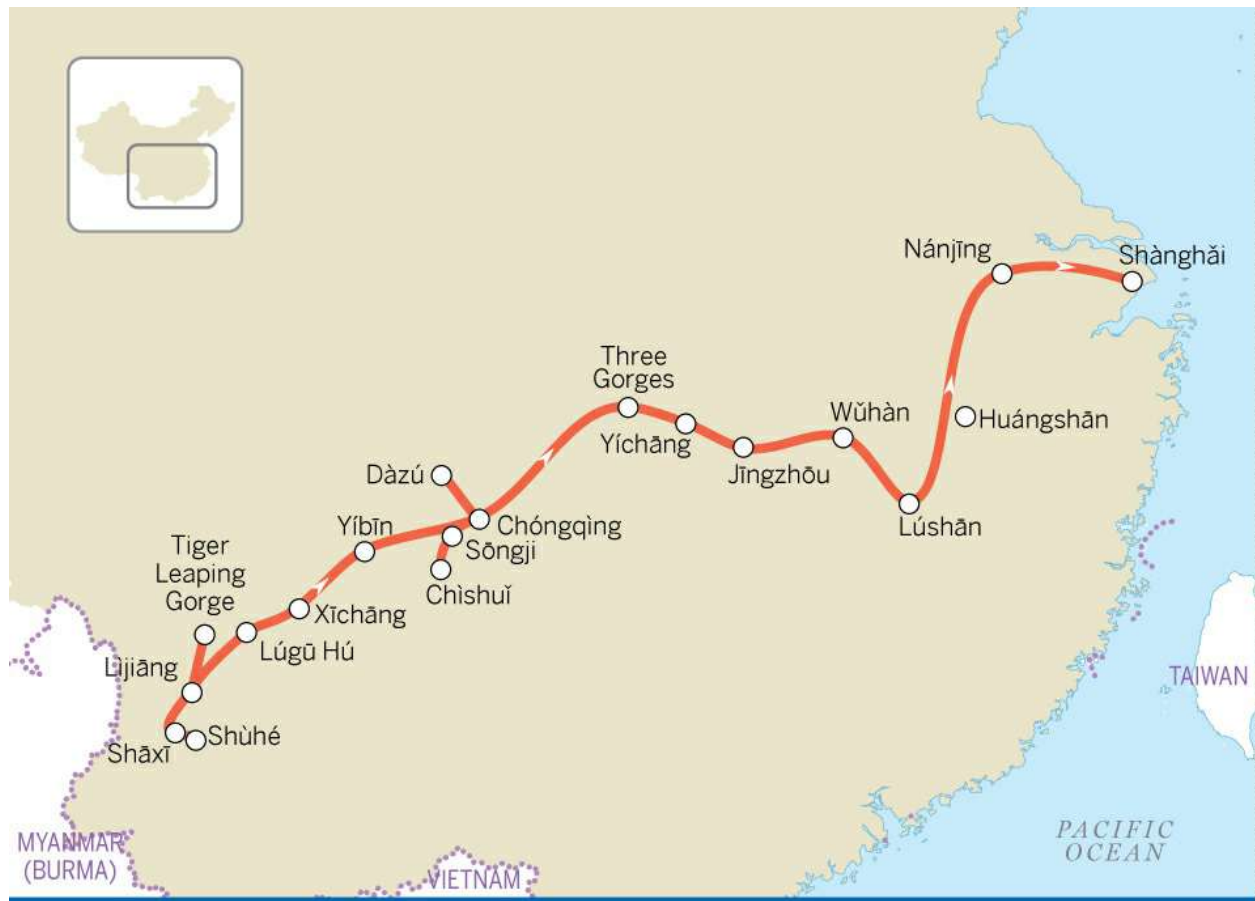 Nánjīng
Shànghǎi
Three
Gorges
Wǔhàn
Huángshān
Yíchāng
Jīngzhōu
Dàzú
Lúshān
Yíbīn
Chóngqìng
Sōngji
Tiger
Leaping
Gorge
Chìshuǐ
Xīchāng
Lúgū Hú
Lìjiāng
TAIWAN
Shùhé
Shāxī
PACIFIC
OCEAN
MYANMAR
(BURMA)
VIETNAM